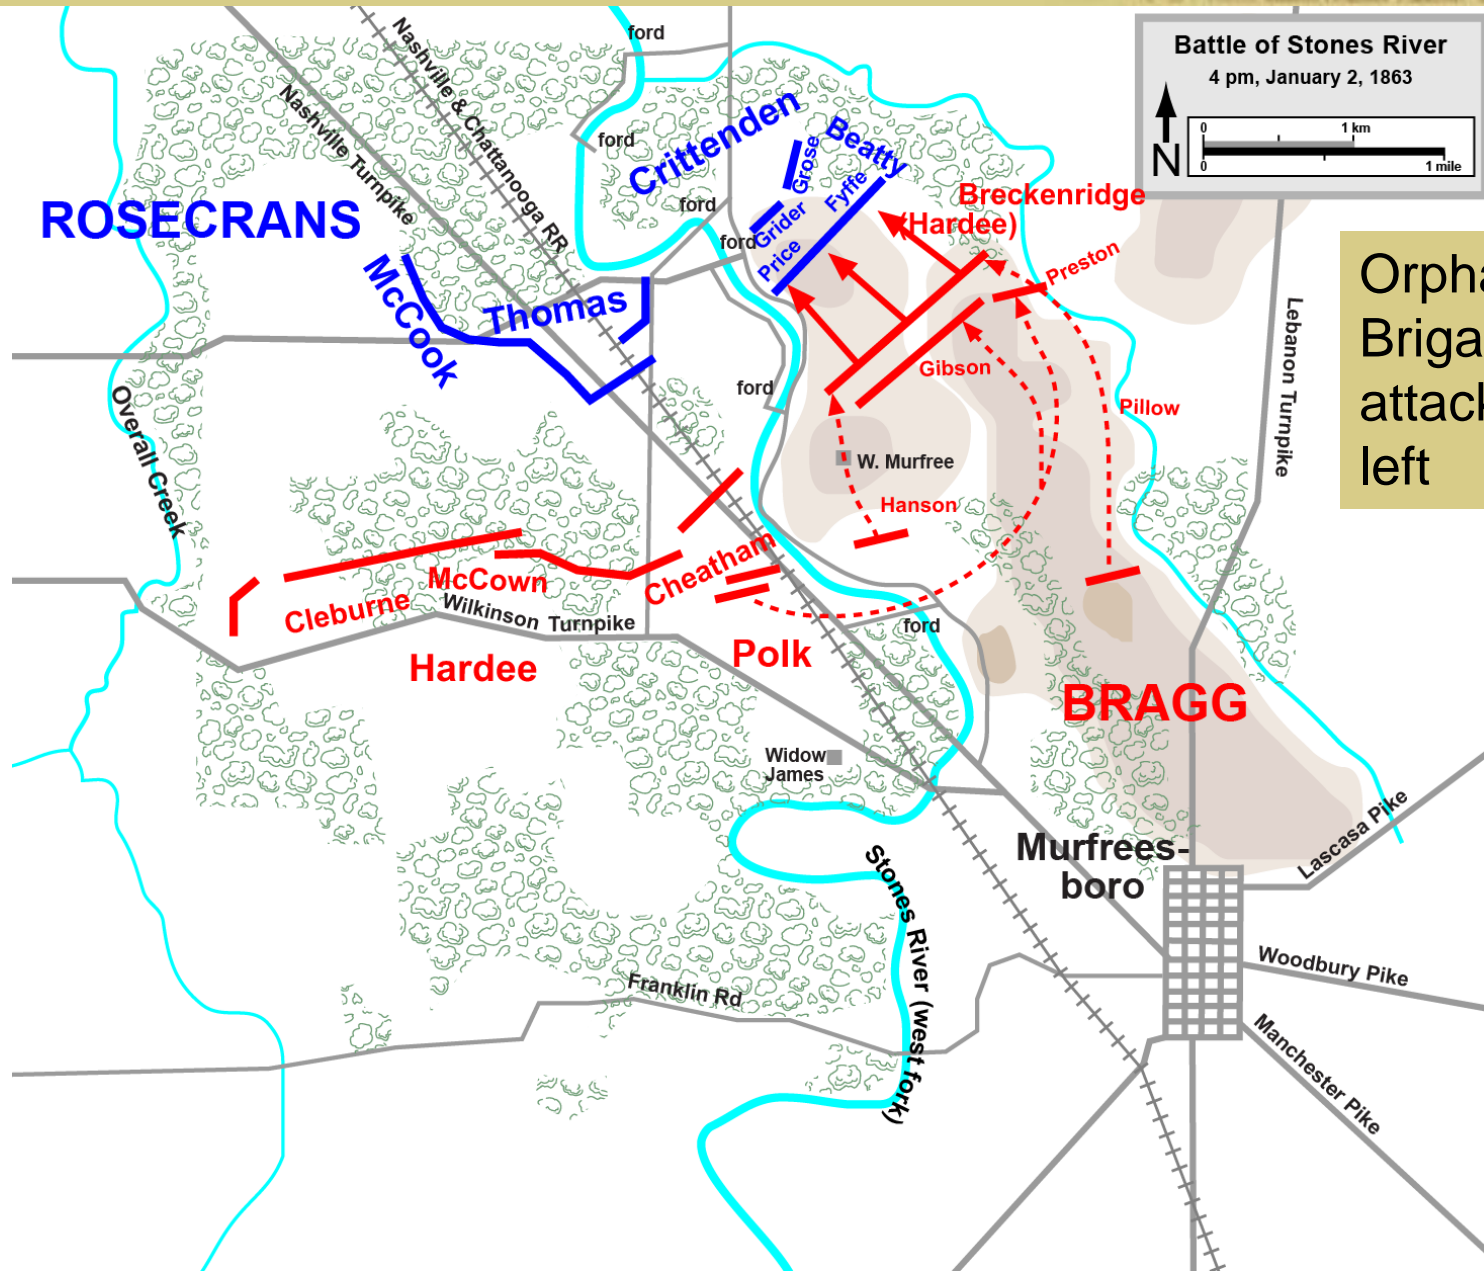 Battle of Stones River
4 pm, January 2, 1863
0
1 km
N
0
1 mile
ford
Nashville & Chattanooga RR
Nashville Turnpike
ford
Crittenden
Beatty
Grose
Fyffe
Grider
Price
ford
ford
Breckenridge
(Hardee)
Preston
ROSECRANS
McCook
Thomas
Gibson
Pillow
Lebanon Turnpike
ford
Overall Creek
W. Murfree
Hanson
Cleburne
McCown
Cheatham
Wilkinson Turnpike
Hardee
Polk
ford
BRAGG
Widow
James
Stones River (west fork)
Murfrees-
boro
Lascasa Pike
Woodbury Pike
Manchester Pike
Franklin Rd
attack
left